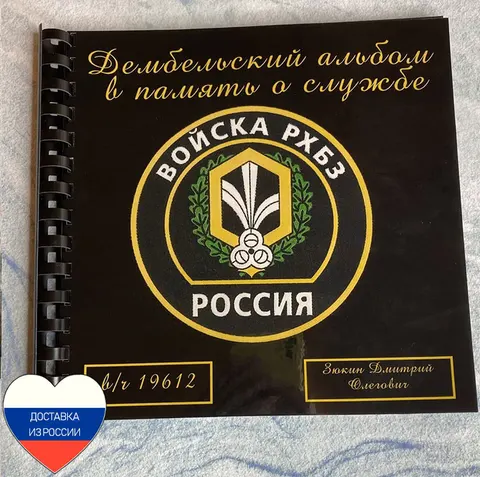 Дембельский альбом
в память о службе
ВОЙСКА РХБЗ
РОССИЯ
в/ч 19612
Зюкин Дмитрий
Олегович
ДОСТАВКА
ИЗ РОССИИ